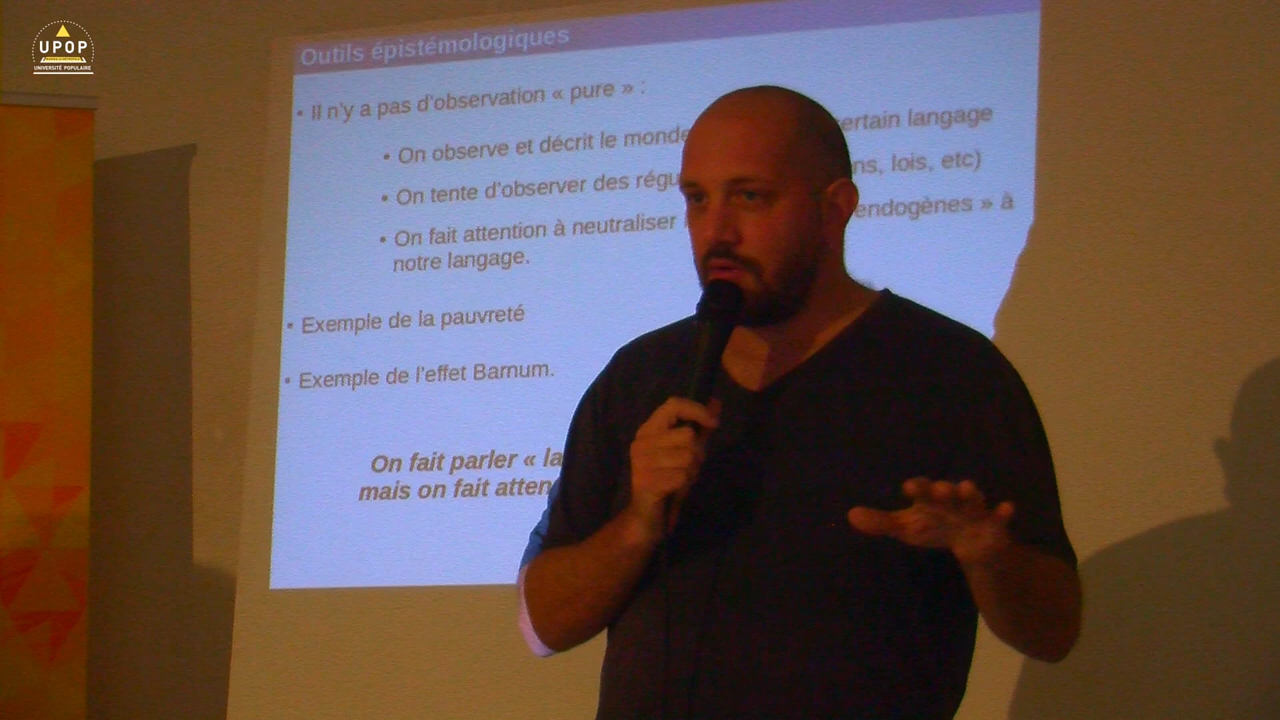 UPOP
UNIVERSITÉ POPULAIRE
Outils épistémologiques
• Il n'y a pas d'observation « pure » :
• On observe et décrit le monde ertain langage
• On tente d'observer des régu ns, lois, etc)
• On fait attention à neutraliser endogènes » à
notre langage.
• Exemple de la pauvreté
• Exemple de l'effet Barnum.
On fait parler « la
mais on fait atten